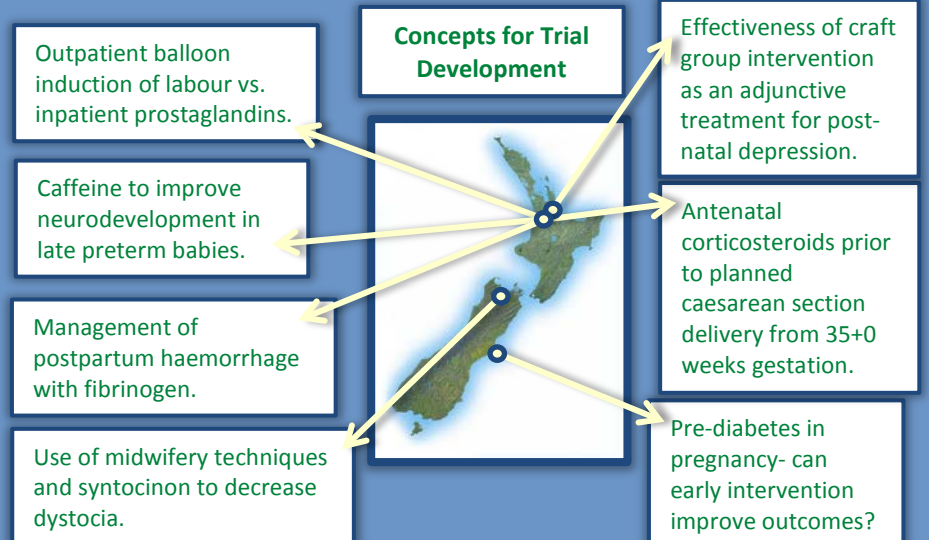 Concepts for Trial
Development
Outpatient balloon
induction of labour vs.
inpatient prostaglandins.
Caffeine to improve
neurodevelopment in
late preterm babies.
Management of
postpartum haemorrhage
with fibrinogen.
Use of midwifery techniques
and syntocinon to decrease
dystocia.
Effectiveness of craft
group intervention
as an adjunctive
treatment for post-
natal depression.
Antenatal
corticosteroids prior
to planned
caesarean section
delivery from 35+0
weeks gestation.
Pre-diabetes in
pregnancy- can
early intervention
improve outcomes?